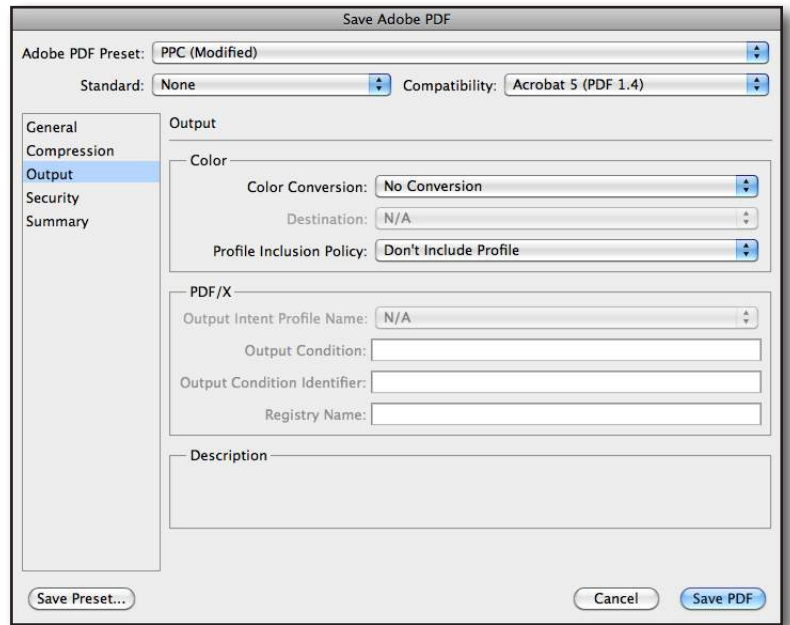 Save Adobe PDF
Adobe PDF Preset: PPC (Modified)
Standard: None Compatibility: Acrobat 5 (PDF 1.4)
General
Compression
Output
Security
Summary
Output
Color
Color Conversion: No Conversion
Destination: N/A
Profile Inclusion Policy: Don't Include Profile
PDF/X
Output Intent Profile Name: N/A
Output Condition:
Output Condition Identifier:
Registry Name:
Description
Save Preset... Cancel Save PDF